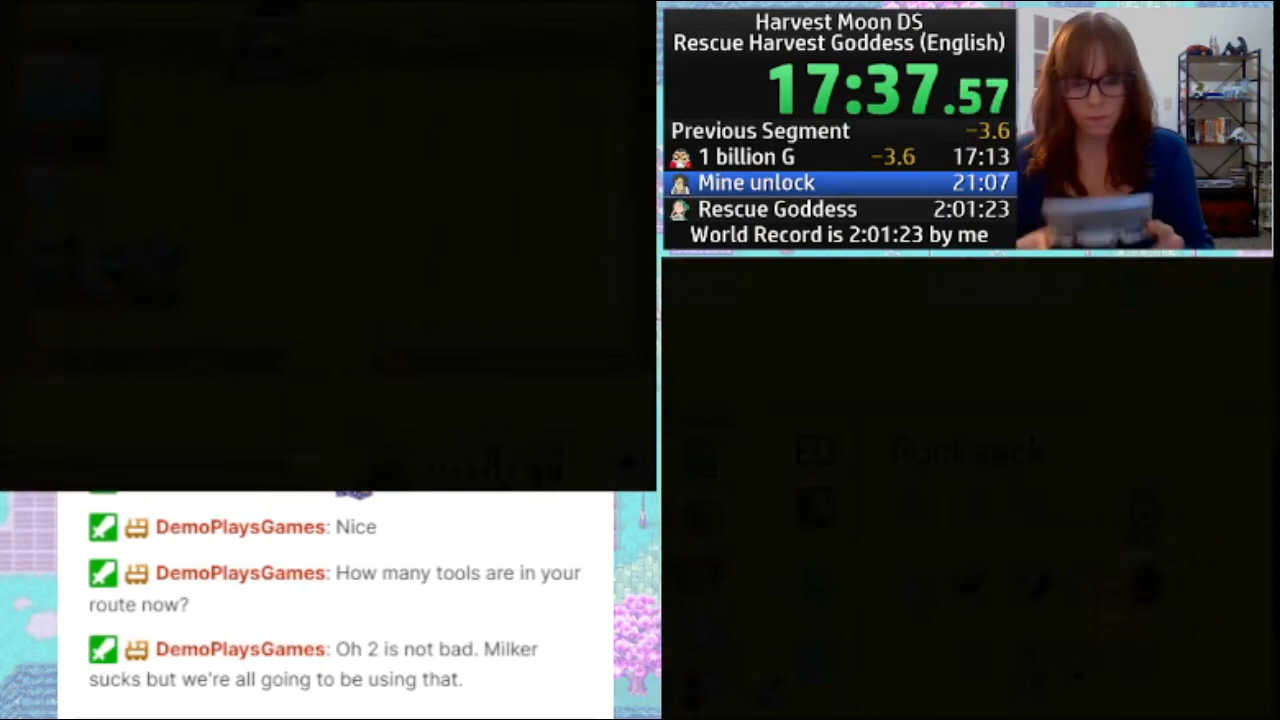 Harvest Moon DS
Rescue Harvest Goddess (English)
17:37.57
Previous Segment -3.6
1 billion G -3.6 17:13
Mine unlock 21:07
Rescue Goddess 2:01:23
World Record is 2:01:23 by me
Rucksack
DemoPlaysGames: Nice
DemoPlaysGames: How many tools are in your
route now?
DemoPlaysGames: Oh 2 is not bad. Milker
sucks but we're all going to be using that.